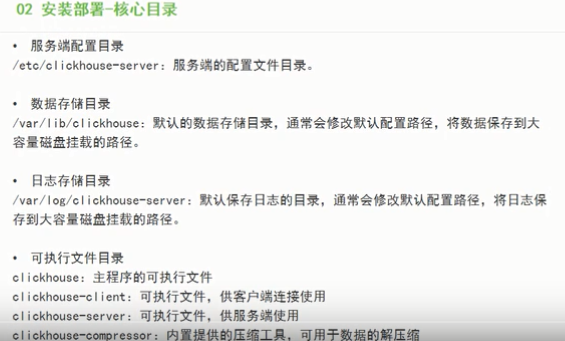 02 安装部署-核心目录
• 服务端配置目录
/etc/clickhouse-server: 服务端的配置文件目录。
• 数据存储目录
/var/lib/clickhouse: 默认的数据存储目录，通常会修改默认配置路径，将数据保存到大
容量磁盘挂载的路径。
• 日志存储目录
/var/log/clickhouse-server: 默认保存日志的目录，通常会修改默认配置路径，将日志保
存到大容量磁盘挂载的路径。
• 可执行文件目录
clickhouse: 主程序的可执行文件
clickhouse-client: 可执行文件，供客户端连接使用
clickhouse-server: 可执行文件，供服务端使用
clickhouse-compressor: 内置提供的压缩工具，可用于数据的解压缩